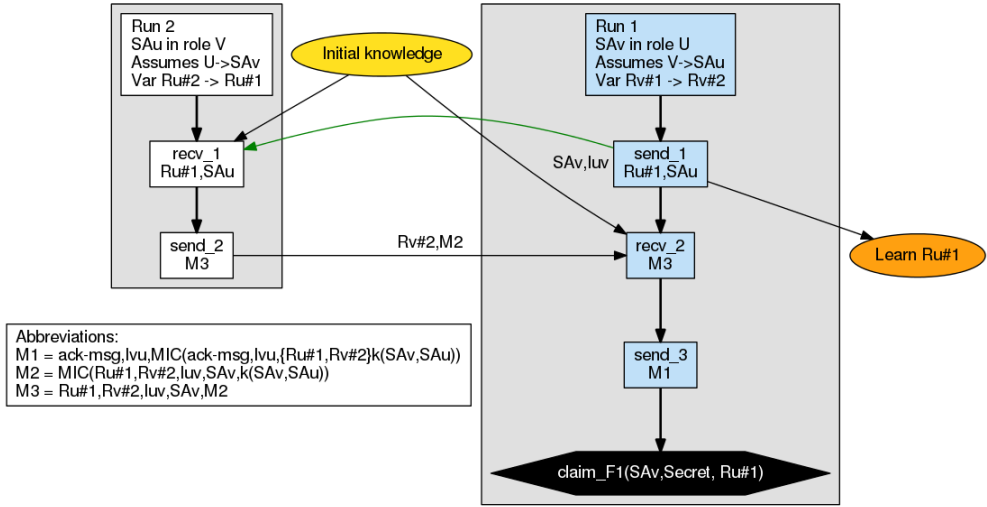 Run 2
SAu in role V
Assumes U->SAv
Var Ru#2 -> Ru#1
Initial knowledge
Run 1
SAv in role U
Assumes V->SAu
Var Rv#1 -> Rv#2
recv_1
Ru#1,SAu
SAv,Iuv
send_1
Ru#1,SAu
send_2
M3
Rv#2,M2
recv_2
M3
Learn Ru#1
Abbreviations:
M1 = ack-msg,Ivu,MIC(ack-msg,Ivu,{Ru#1,Rv#2}k(SAv,SAu))
M2 = MIC(Ru#1,Rv#2,Iuv,SAv,k(SAv,SAu))
M3 = Ru#1,Rv#2,Iuv,SAv,M2
send_3
M1
claim_F1(SAv,Secret, Ru#1)